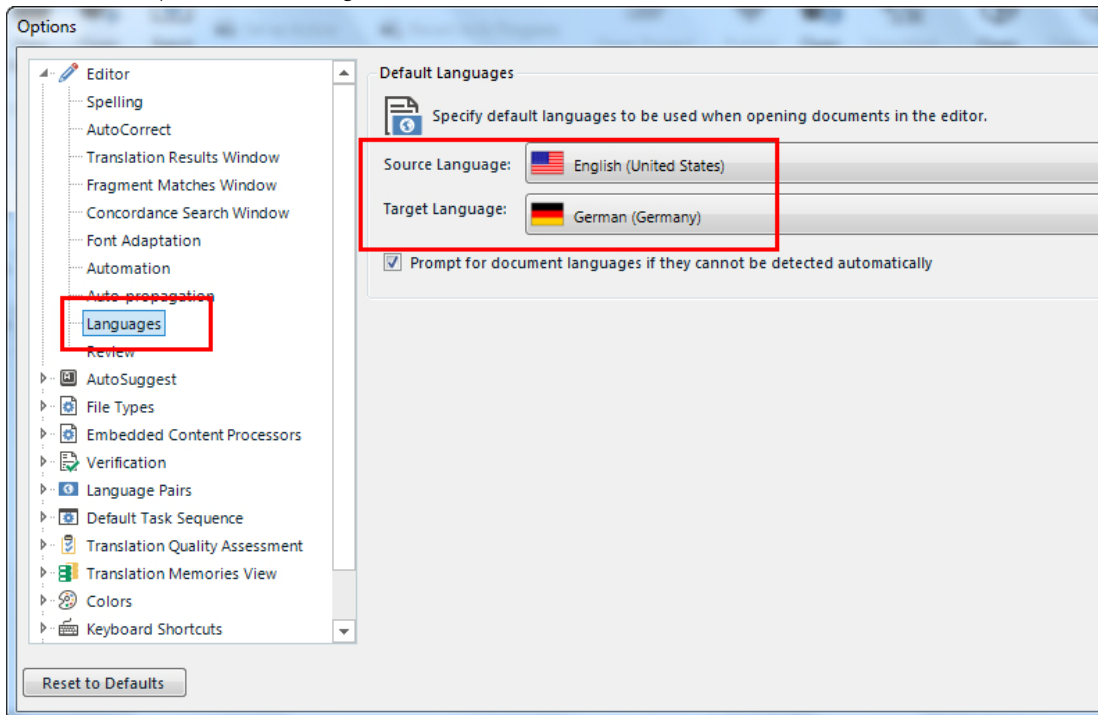 Options
Editor
Spelling
AutoCorrect
Translation Results Window
Fragment Matches Window
Concordance Search Window
Font Adaptation
Automation
Auto-propagation
Languages
Review
AutoSuggest
File Types
Embedded Content Processors
Verification
Language Pairs
Default Task Sequence
Translation Quality Assessment
Translation Memories View
Colors
Keyboard Shortcuts
Reset to Defaults
Default Languages
Specify default languages to be used when opening documents in the editor.
Source Language: English (United States)
Target Language: German (Germany)
Prompt for document languages if they cannot be detected automatically